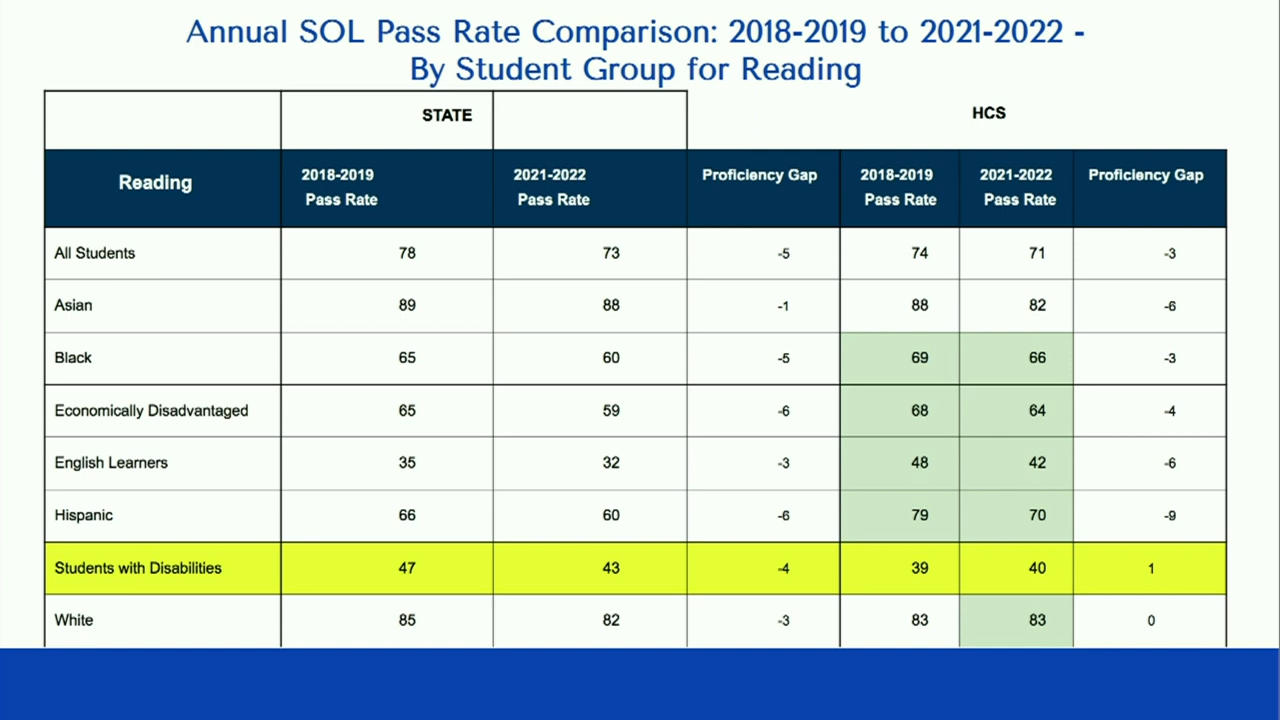 Annual SOL Pass Rate Comparison: 2018-2019 to 2021-2022 -
By Student Group for Reading
STATE HCS
Reading 2018-2019 Pass Rate 2021-2022 Pass Rate Proficiency Gap 2018-2019 Pass Rate 2021-2022 Pass Rate Proficiency Gap
All Students 78 73 -5 74 71 -3
Asian 89 88 -1 88 82 -6
Black 65 60 -5 69 66 -3
Economically Disadvantaged 65 59 -6 68 64 -4
English Learners 35 32 -3 48 42 -6
Hispanic 66 60 -6 79 70 -9
Students with Disabilities 47 43 -4 39 40 1
White 85 82 -3 83 83 0